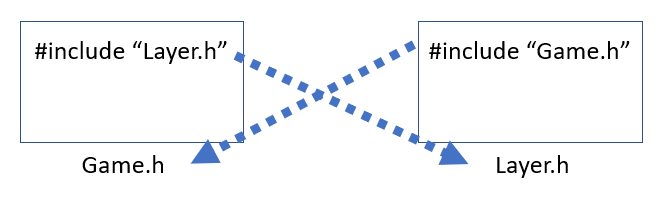 #include “Layer.h”
#include “Game.h”
Game.h
Layer.h